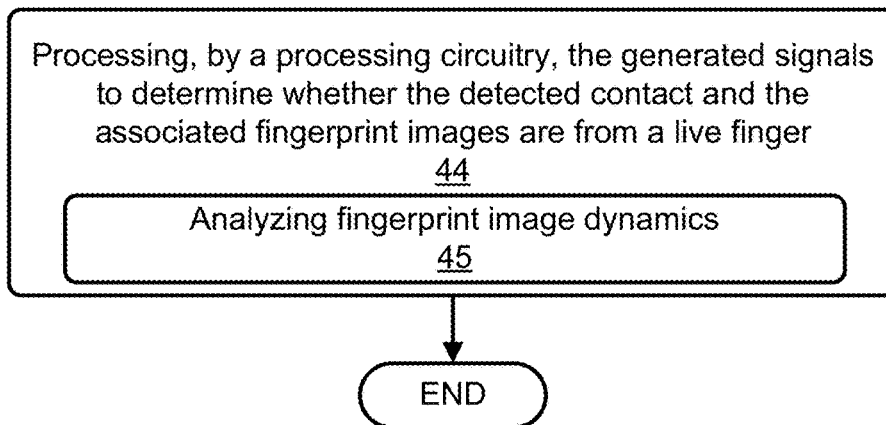 Processing, by a processing circuitry, the generated signals
to determine whether the detected contact and the
associated fingerprint images are from a live finger
44
Analyzing fingerprint image dynamics
45
END